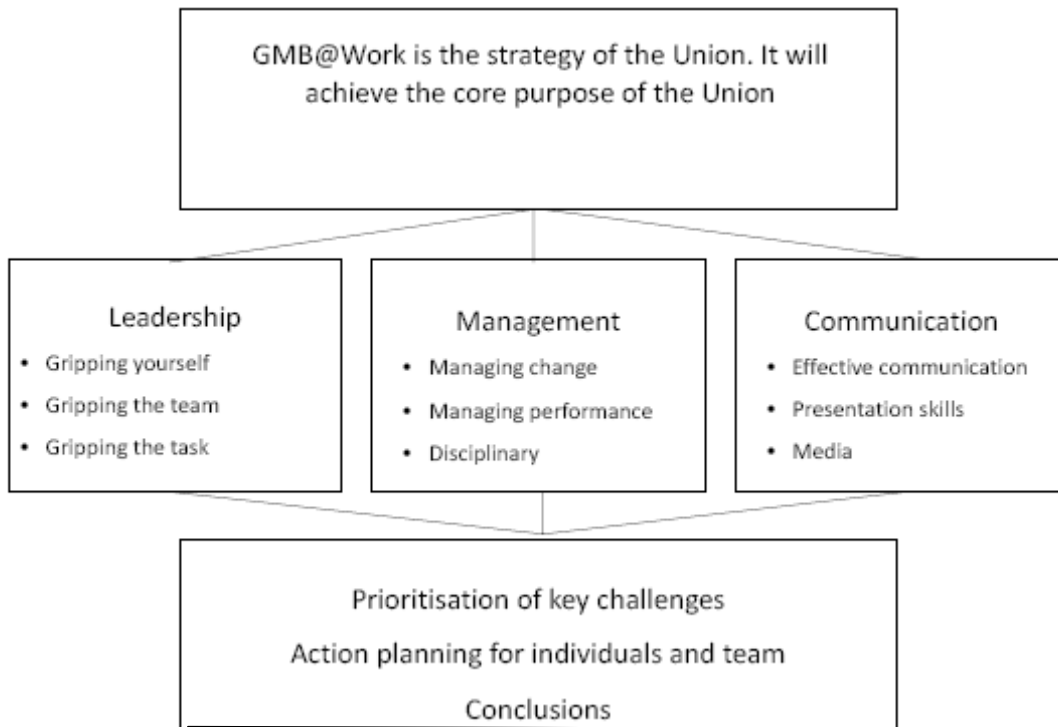 GMB@Work is the strategy of the Union. It will
achieve the core purpose of the Union
Leadership
• Gripping yourself
• Gripping the team
• Gripping the task
Management
• Managing change
• Managing performance
• Disciplinary
Communication
• Effective communication
• Presentation skills
• Media
Prioritisation of key challenges
Action planning for individuals and team
Conclusions